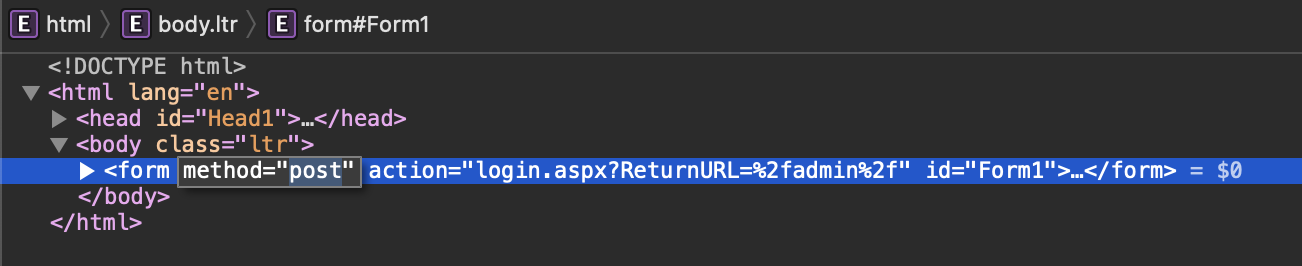 E html E body.ltr E form#Form1
<!DOCTYPE html>
<html lang="en">
<head id="Head1">…</head>
<body class="ltr">
<form method="post" action="login.aspx?ReturnURL=%2fadmin%2f" id="Form1">…</form> = $0
</body>
</html>